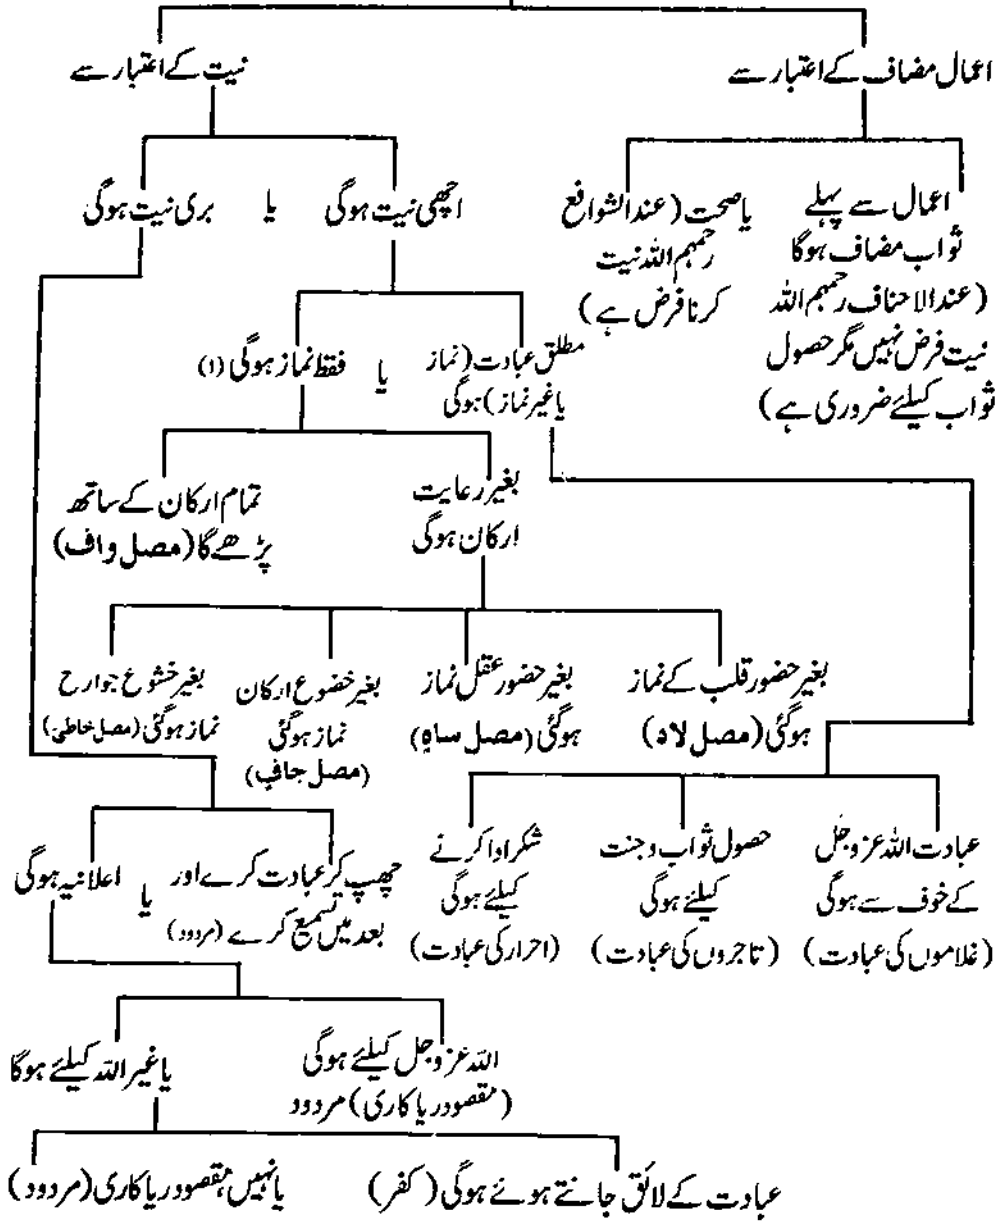 اعمال مضاف کے اعتبار سے
نیت کے اعتبار سے
اعمال سے پہلے
ثواب مضاف ہوگا
(عند الاحناف رحمہم اللہ
نیت فرض نہیں مگر حصول
ثواب کیلئے ضروری ہے)
یا صحت (عند الشوافع
رحمہم اللہ نیت
کرنا فرض ہے)
اچھی نیت ہوگی
یا
بری نیت ہوگی
مطلق عبادت (نماز
یا غیر نماز) ہوگی
یا
فقط نماز ہوگی (۱)
بغیر رعایت
ارکان ہوگی
تمام ارکان کے ساتھ
پڑھے گا (مصل واف)
بغیر حضور قلب کے نماز
ہوگئی (مصل لاہ)
بغیر حضور عقل نماز
ہوگئی (مصل ساہٍ)
بغیر خضوع ارکان
نماز ہوگئی
(مصل جافٍ)
بغیر خشوع جوارح
نماز ہوگئی (مصل خاطئ)
عبادت اللہ عزوجل
کے خوف سے ہوگی
(غلاموں کی عبادت)
حصول ثواب و جنت
کیلئے ہوگی
(تاجروں کی عبادت)
شکر ادا کرنے
کیلئے ہوگی
(احرار کی عبادت)
چھپ کر عبادت کرے اور
بعد میں تسمیع کرے (مردود)
یا
اعلانیہ ہوگی
اللہ عزوجل کیلئے ہوگی
(مقصود ریاکاری) مردود
یا غیر اللہ کیلئے ہوگا
عبادت کے لائق جانتے ہوئے ہوگی (کفر)
یا نہیں، مقصود ریاکاری (مردود)